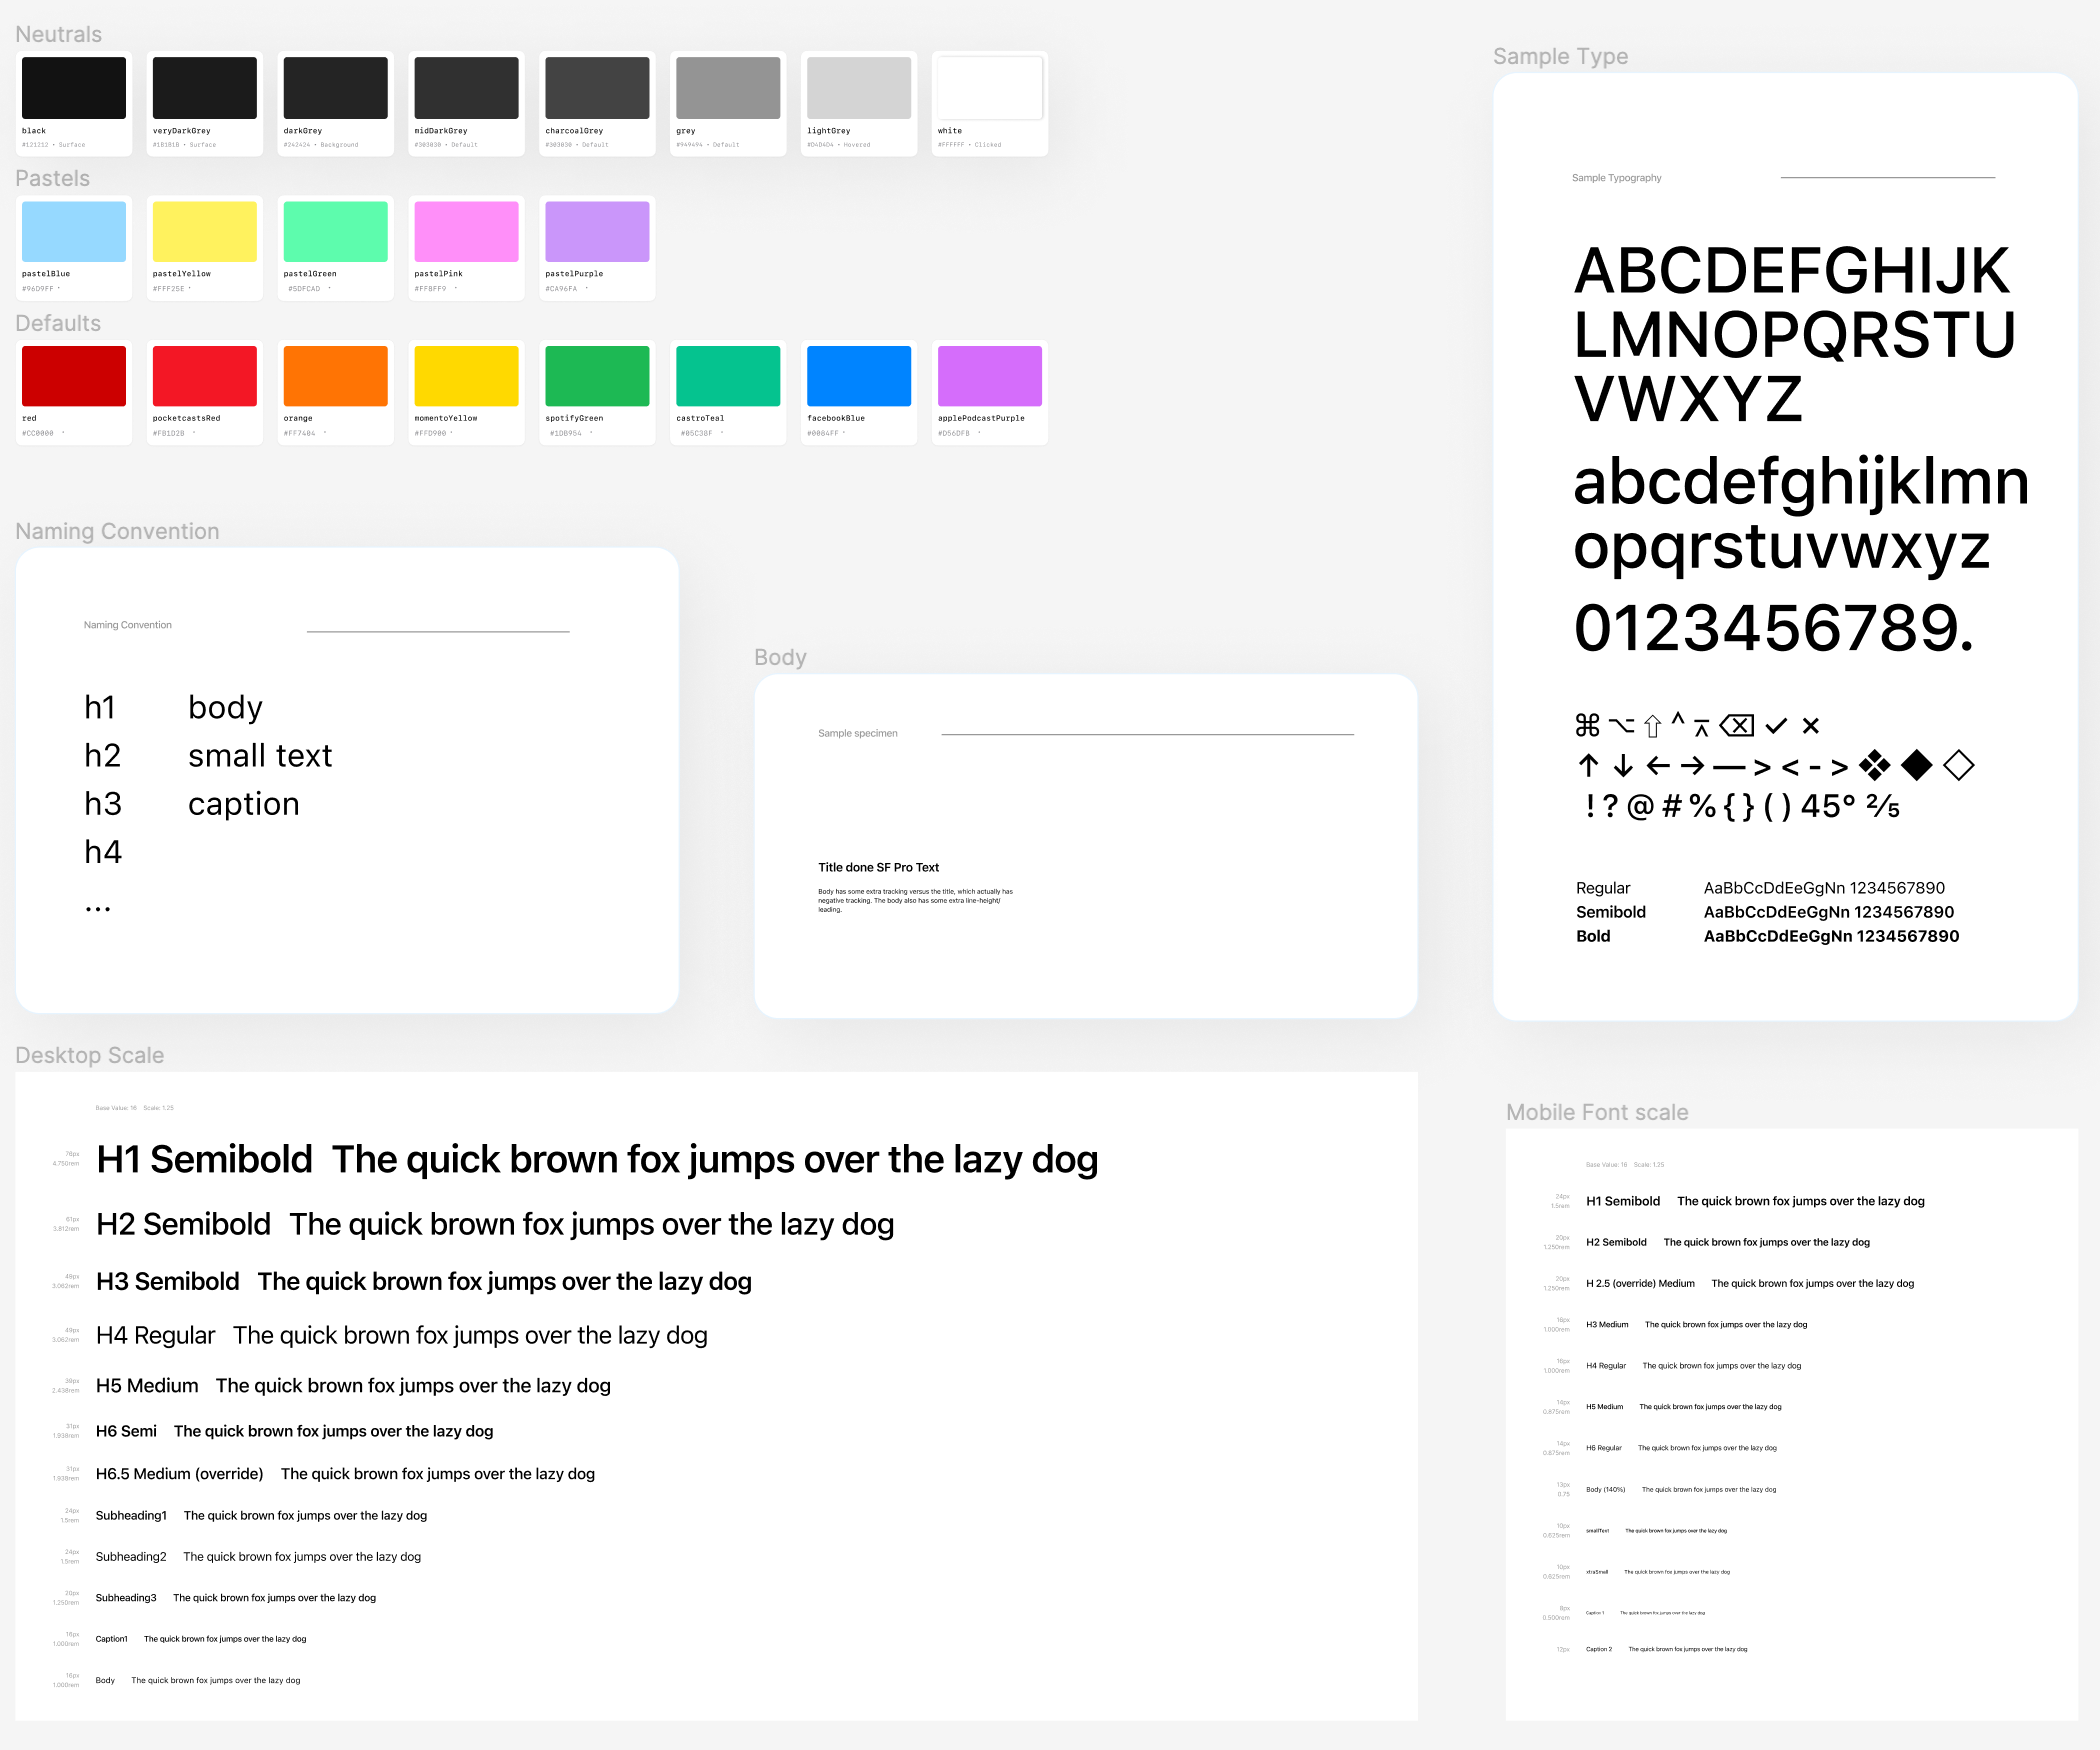 Neutrals
black
#121212 • Surface
veryDarkGrey
#1B1B1B • Surface
darkGrey
#242424 • Background
midDarkGrey
#303030 • Default
charcoalGrey
#303030 • Default
grey
#949494 • Default
lightGrey
#D4D4D4 • Hovered
white
#FFFFFF • Clicked
Pastels
pastelBlue
#96D9FF •
pastelYellow
#FFF25E •
pastelGreen
#5DFCAD •
pastelPink
#FF8FF9 •
pastelPurple
#CA96FA •
Defaults
red
#CC0000 •
pocketcastsRed
#FB1D28 •
orange
#FF7404 •
momentoYellow
#FFD900 •
spotifyGreen
#1DB954 •
castroTeal
#05C38F •
facebookBlue
#0084FF •
applePodcastPurple
#D56DFB •
Naming Convention
Naming Convention
h1 body
h2 small text
h3 caption
h4
...
Body
Sample specimen
Title done SF Pro Text
Body has some extra tracking versus the title, which actually has
negative tracking. The body also has some extra line-height/
leading.
Sample Type
Sample Typography
ABCDEFGHIJK
LMNOPQRSTU
VWXYZ
abcdefghijklmn
opqrstuvwxyz
0123456789.
⌘ ⌥ ⇧ ^ ⌤ ⌫ ✓ ×
↑ ↓ ← → — > < - > ❖ ◆ ◇
! ? @ # % { } ( ) 45° ⅖
Regular AaBbCcDdEeGgNn 1234567890
Semibold AaBbCcDdEeGgNn 1234567890
Bold AaBbCcDdEeGgNn 1234567890
Desktop Scale
Base Value: 16 Scale: 1.25
76px
4.750rem
H1 Semibold The quick brown fox jumps over the lazy dog
61px
3.812rem
H2 Semibold The quick brown fox jumps over the lazy dog
49px
3.062rem
H3 Semibold The quick brown fox jumps over the lazy dog
49px
3.062rem
H4 Regular The quick brown fox jumps over the lazy dog
39px
2.438rem
H5 Medium The quick brown fox jumps over the lazy dog
31px
1.938rem
H6 Semi The quick brown fox jumps over the lazy dog
31px
1.938rem
H6.5 Medium (override) The quick brown fox jumps over the lazy dog
24px
1.5rem
Subheading1 The quick brown fox jumps over the lazy dog
24px
1.5rem
Subheading2 The quick brown fox jumps over the lazy dog
20px
1.250rem
Subheading3 The quick brown fox jumps over the lazy dog
16px
1.000rem
Caption1 The quick brown fox jumps over the lazy dog
16px
1.000rem
Body The quick brown fox jumps over the lazy dog
Mobile Font scale
Base Value: 16 Scale: 1.25
24px
1.5rem
H1 Semibold The quick brown fox jumps over the lazy dog
20px
1.250rem
H2 Semibold The quick brown fox jumps over the lazy dog
20px
1.250rem
H 2.5 (override) Medium The quick brown fox jumps over the lazy dog
16px
1.000rem
H3 Medium The quick brown fox jumps over the lazy dog
16px
1.000rem
H4 Regular The quick brown fox jumps over the lazy dog
14px
0.875rem
H5 Medium The quick brown fox jumps over the lazy dog
14px
0.875rem
H6 Regular The quick brown fox jumps over the lazy dog
13px
0.75
Body (140%) The quick brown fox jumps over the lazy dog
10px
0.625rem
smallText The quick brown fox jumps over the lazy dog
10px
0.625rem
xtraSmall The quick brown fox jumps over the lazy dog
8px
0.500rem
Caption 1 The quick brown fox jumps over the lazy dog
12px
Caption 2 The quick brown fox jumps over the lazy dog